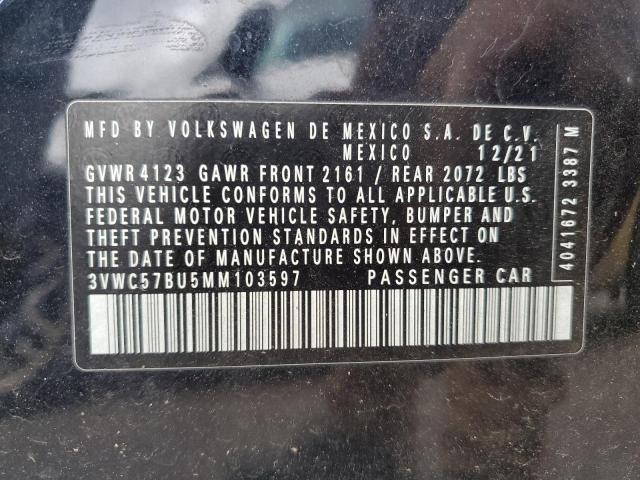 MFD BY VOLKSWAGEN DE MEXICO S.A. DE C.V.
MEXICO 12/21
GVWR 4123 GAWR FRONT 2161 / REAR 2072 LBS
THIS VEHICLE CONFORMS TO ALL APPLICABLE U.S.
FEDERAL MOTOR VEHICLE SAFETY, BUMPER AND
THEFT PREVENTION STANDARDS IN EFFECT ON
THE DATE OF MANUFACTURE SHOWN ABOVE.
3VWC57BU5MM103597 PASSENGER CAR
4041672 3387 M